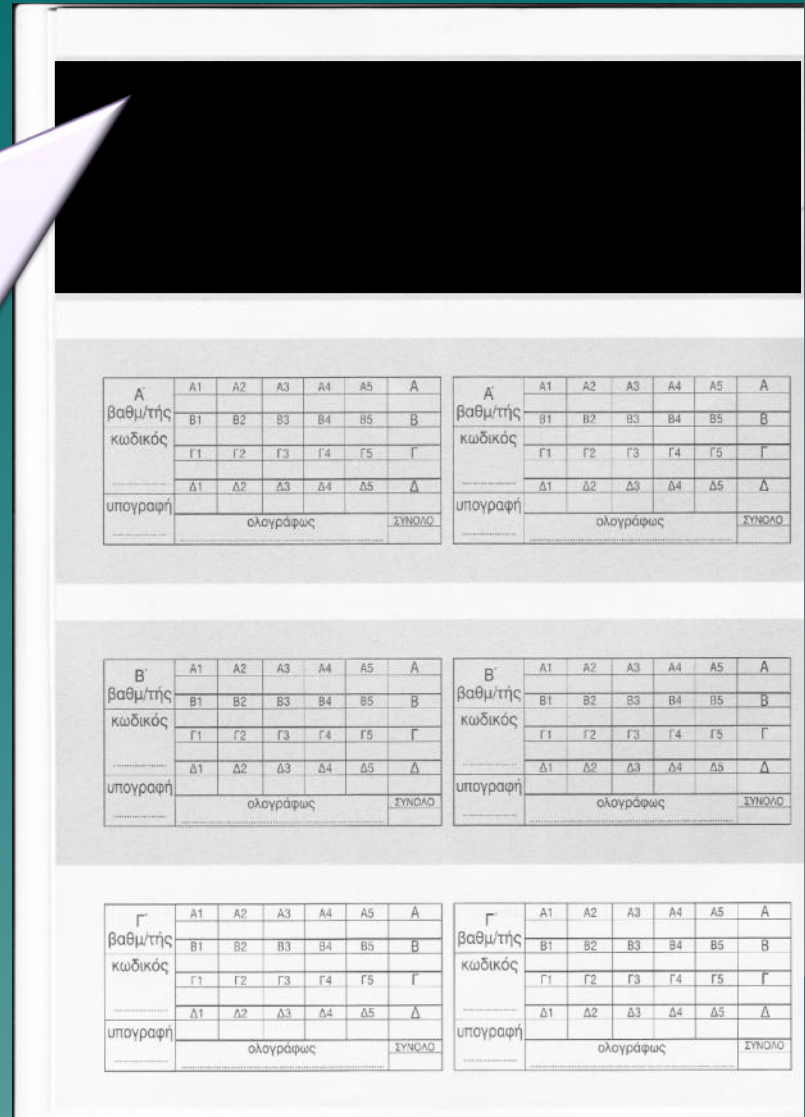 Α΄ Α1 Α2 Α3 Α4 Α5 Α
βαθμ/τής Β1 Β2 Β3 Β4 Β5 Β
κωδικός
Γ1 Γ2 Γ3 Γ4 Γ5 Γ
Δ1 Δ2 Δ3 Δ4 Δ5 Δ
υπογραφή
ολογράφως ΣΥΝΟΛΟ
Α΄ Α1 Α2 Α3 Α4 Α5 Α
βαθμ/τής Β1 Β2 Β3 Β4 Β5 Β
κωδικός
Γ1 Γ2 Γ3 Γ4 Γ5 Γ
Δ1 Δ2 Δ3 Δ4 Δ5 Δ
υπογραφή
ολογράφως ΣΥΝΟΛΟ
Β΄ Α1 Α2 Α3 Α4 Α5 Α
βαθμ/τής Β1 Β2 Β3 Β4 Β5 Β
κωδικός
Γ1 Γ2 Γ3 Γ4 Γ5 Γ
Δ1 Δ2 Δ3 Δ4 Δ5 Δ
υπογραφή
ολογράφως ΣΥΝΟΛΟ
Β΄ Α1 Α2 Α3 Α4 Α5 Α
βαθμ/τής Β1 Β2 Β3 Β4 Β5 Β
κωδικός
Γ1 Γ2 Γ3 Γ4 Γ5 Γ
Δ1 Δ2 Δ3 Δ4 Δ5 Δ
υπογραφή
ολογράφως ΣΥΝΟΛΟ
Γ΄ Α1 Α2 Α3 Α4 Α5 Α
βαθμ/τής Β1 Β2 Β3 Β4 Β5 Β
κωδικός
Γ1 Γ2 Γ3 Γ4 Γ5 Γ
Δ1 Δ2 Δ3 Δ4 Δ5 Δ
υπογραφή
ολογράφως ΣΥΝΟΛΟ
Γ΄ Α1 Α2 Α3 Α4 Α5 Α
βαθμ/τής Β1 Β2 Β3 Β4 Β5 Β
κωδικός
Γ1 Γ2 Γ3 Γ4 Γ5 Γ
Δ1 Δ2 Δ3 Δ4 Δ5 Δ
υπογραφή
ολογράφως ΣΥΝΟΛΟ